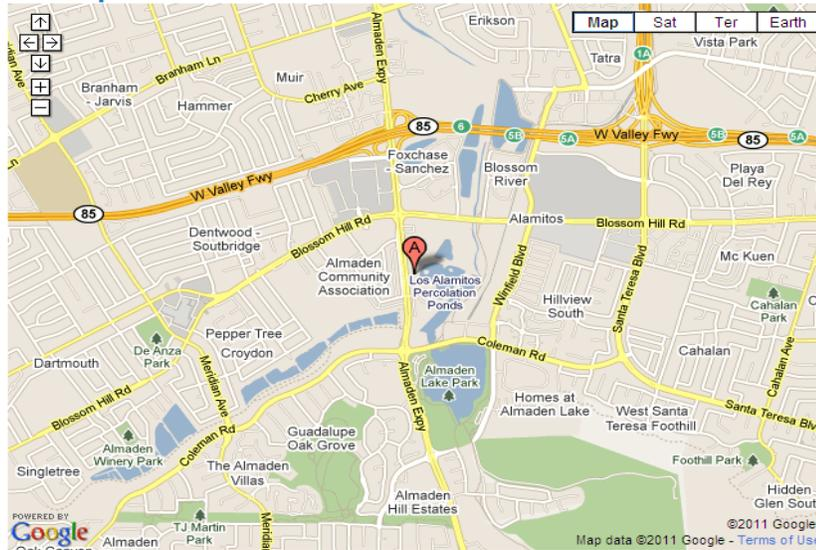 Almaden Expy
Erikson
Map Sat Ter Earth
1A
Vista Park
Tatra
Branham Ln
Muir
Branham
- Jarvis
Hammer
Cherry Ave
85
6
5B
5A
W Valley Fwy
5B
85
5A
Foxchase
- Sanchez
Blossom
River
Playa
Del Rey
W Valley Fwy
85
Alamitos
Blossom Hill Rd
Dentwood -
Soutbridge
Blossom Hill Rd
A
Almaden
Community
Association
Los Alamitos
Percolation
Ponds
Winfield Blvd
Santa Teresa Blvd
Mc Kuen
Hillview
South
Cahalan
Park
Pepper Tree
De Anza
Park
Croydon
Dartmouth
Meridian Ave
Coleman Rd
Cahalan
Cahalan Ave
Almaden
Lake Park
Almaden Expy
Homes at
Almaden Lake
West Santa
Teresa Foothill
Santa Teresa Blv
Blossom Hill Rd
Coleman Rd
Guadalupe
Oak Grove
Almaden
Winery Park
Singletree
The Almaden
Villas
Foothill Park
Almaden
Hill Estates
Hidden
Glen Sout
TJ Martin
Park
Meridi
Almaden
POWERED BY
Google
©2011 Google
Map data ©2011 Google - Terms of Use